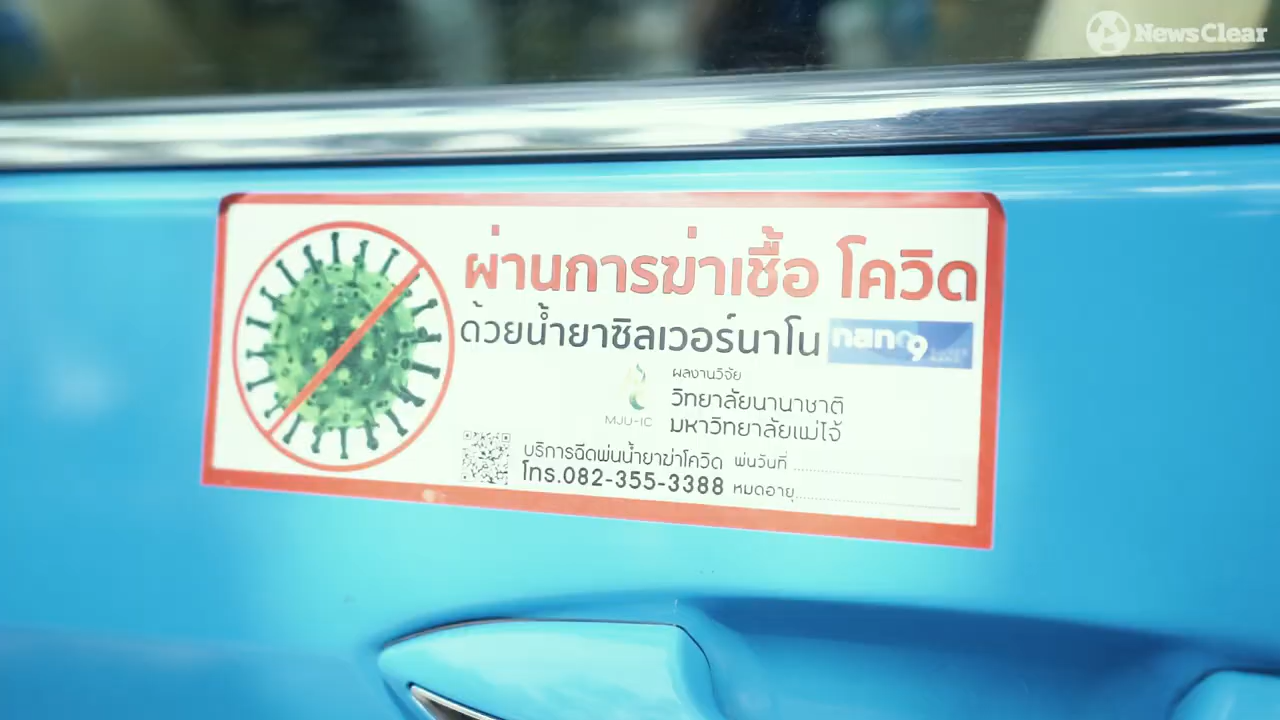 News Clear
ผ่านการฆ่าเชื้อ โควิด
ด้วยน้ำยาซิลเวอร์นาโน nano9
ผลงานวิจัย
วิทยาลัยนานาชาติ
มหาวิทยาลัยแม่โจ้
MJU-IC
บริการฉีดพ่นน้ำยาฆ่าโควิด พ่นวันที่
โทร.082-355-3388 หมดอายุ